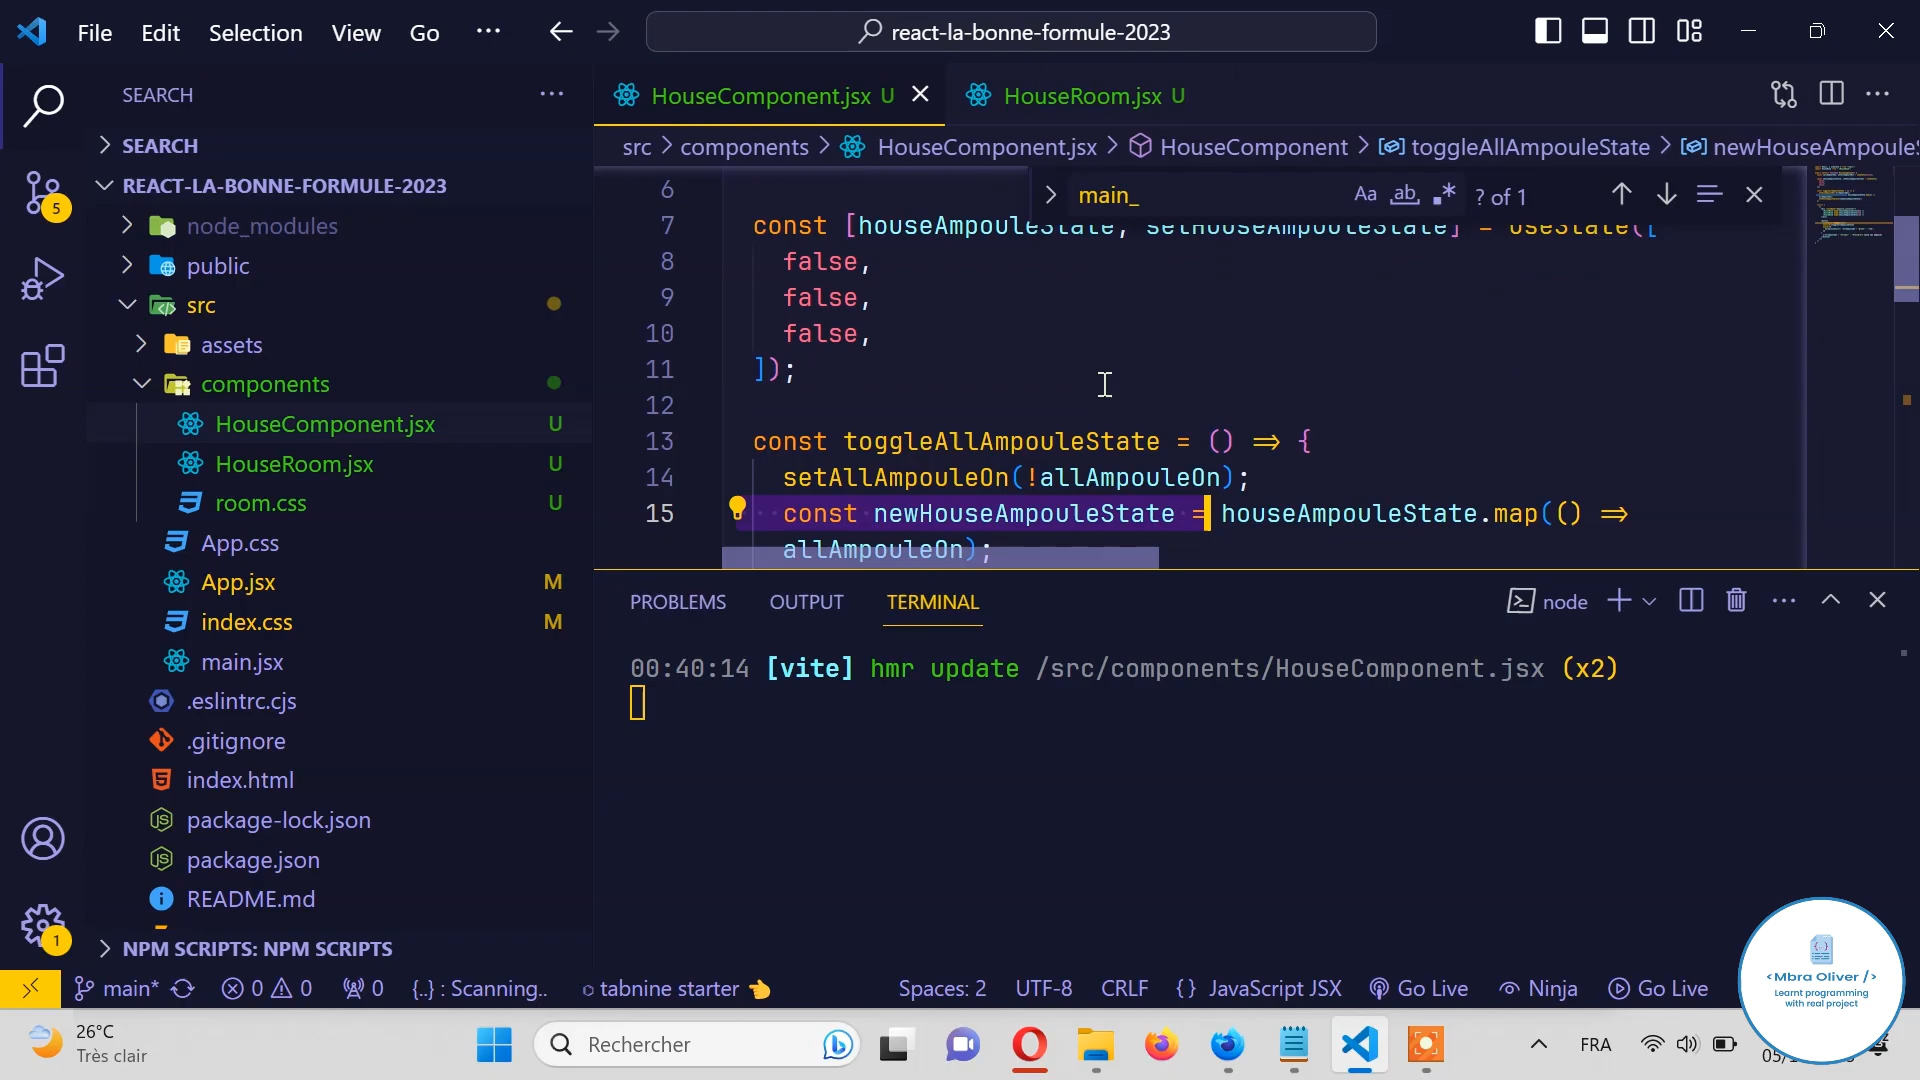 File Edit Selection View Go ···
react-la-bonne-formule-2023
SEARCH
SEARCH
REACT-LA-BONNE-FORMULE-2023
node_modules
public
src
assets
components
HouseComponent.jsx U
HouseRoom.jsx U
room.css U
App.css
App.jsx M
index.css M
main.jsx
.eslintrc.cjs
.gitignore
index.html
package-lock.json
package.json
README.md
NPM SCRIPTS: NPM SCRIPTS
5
1
HouseComponent.jsx U
HouseRoom.jsx U
src > components > HouseComponent.jsx > HouseComponent > toggleAllAmpouleState > newHouseAmpouleS
main_ Aa ab ? of 1
6
7 const [houseAmpouleState, setHouseAmpouleState] = useState([
8 false,
9 false,
10 false,
11 ]);
12
13 const toggleAllAmpouleState = () => {
14 setAllAmpouleOn(!allAmpouleOn);
15 const newHouseAmpouleState = houseAmpouleState.map(() =>
allAmpouleOn);
PROBLEMS OUTPUT TERMINAL
node
00:40:14 [vite] hmr update /src/components/HouseComponent.jsx (x2)
main* 0 0 0 {..} : Scanning.. tabnine starter
Spaces: 2 UTF-8 CRLF {} JavaScript JSX Go Live Ninja Go Live
<Mbra Oliver />
Learnt programming
with real project
26°C
Très clair
Rechercher
FRA